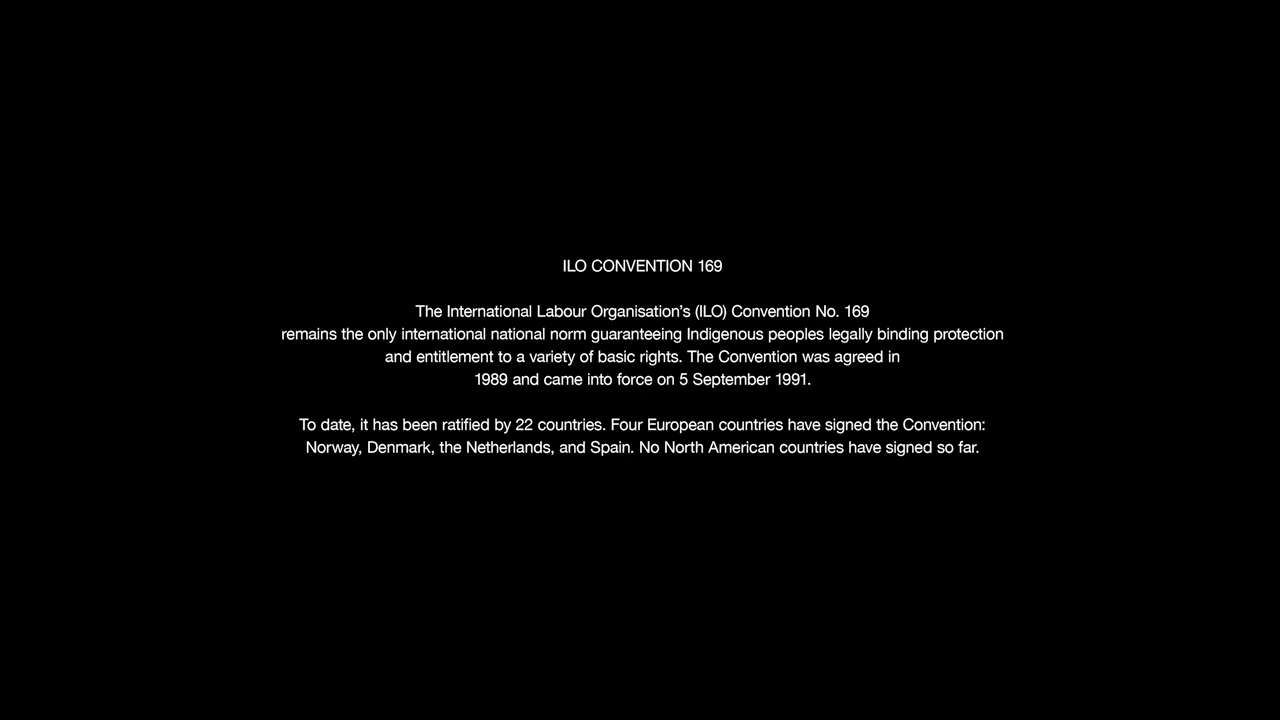 ILO CONVENTION 169
The International Labour Organisation's (ILO) Convention No. 169
remains the only international national norm guaranteeing Indigenous peoples legally binding protection
and entitlement to a variety of basic rights. The Convention was agreed in
1989 and came into force on 5 September 1991.
To date, it has been ratified by 22 countries. Four European countries have signed the Convention:
Norway, Denmark, the Netherlands, and Spain. No North American countries have signed so far.